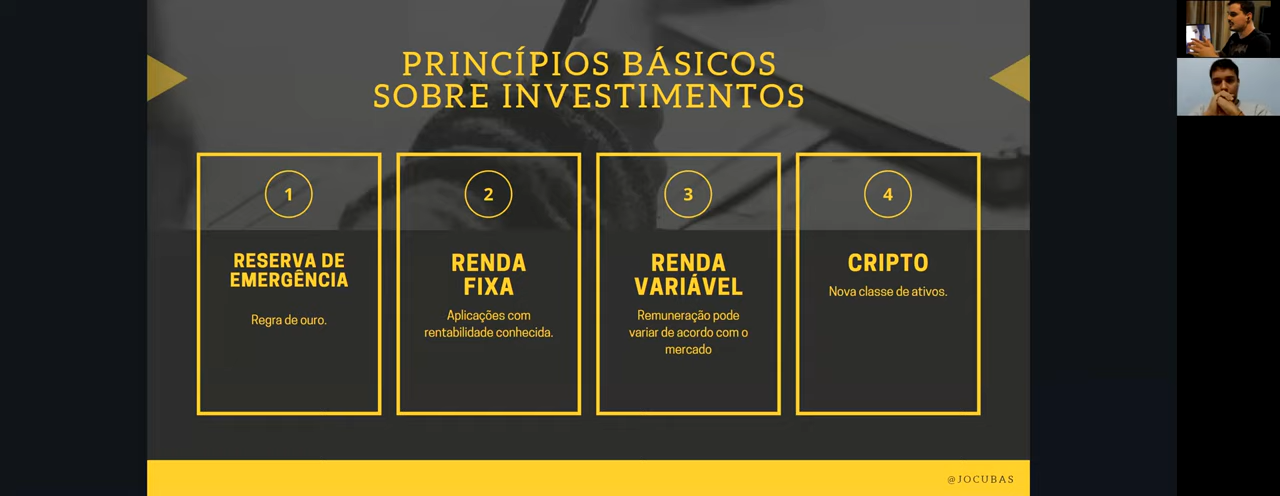 PRINCÍPIOS BÁSICOS
SOBRE INVESTIMENTOS
1
RESERVA DE
EMERGÊNCIA
Regra de ouro.
2
RENDA
FIXA
Aplicações com
rentabilidade conhecida.
3
RENDA
VARIÁVEL
Remuneração pode
variar de acordo com o
mercado
4
CRIPTO
Nova classe de ativos.
@JOCUBAS